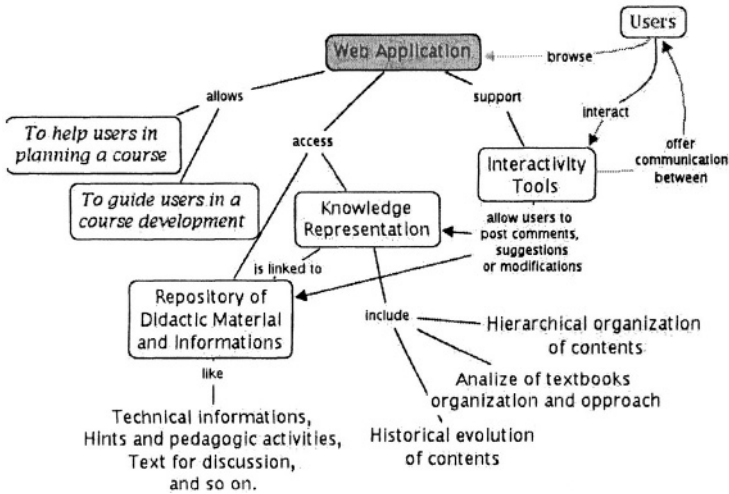 Users
Web Application
browse
allows
support
To help users in
planning a course
access
interact
offer
communication
between
Interactivity
Tools
To guide users in a
course development
Knowledge
Representation
allow users to
post comments,
suggestions
or modifications
is linked to
Repository of
Didactic Material
and Informations
include
Hierarchical organization
of contents
like
Analize of textbooks
organization and approach
Technical informations,
Hints and pedagogic activities,
Text for discussion,
and so on.
Historical evolution
of contents